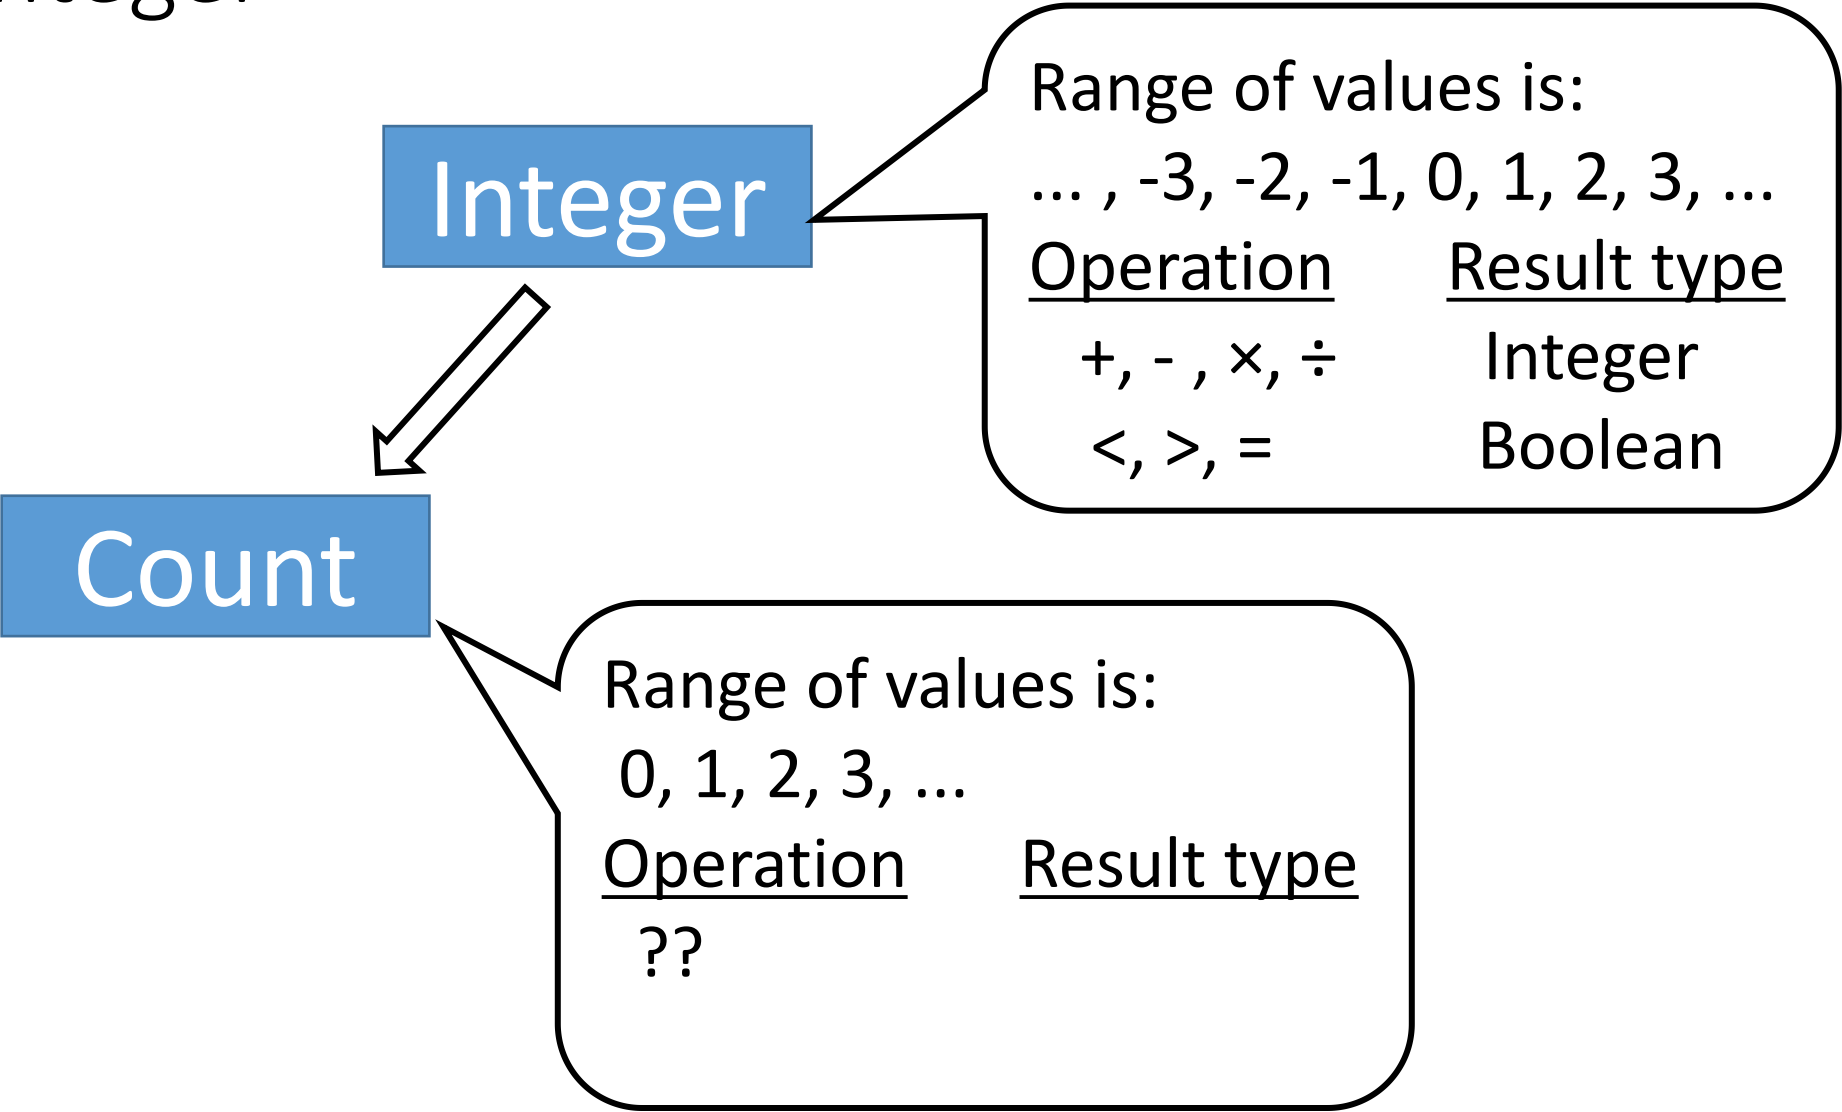 Integer
Range of values is:
... , -3, -2, -1, 0, 1, 2, 3, ...
Operation Result type
+, - , ×, ÷ Integer
<, >, = Boolean
Count
Range of values is:
0, 1, 2, 3, ...
Operation Result type
??